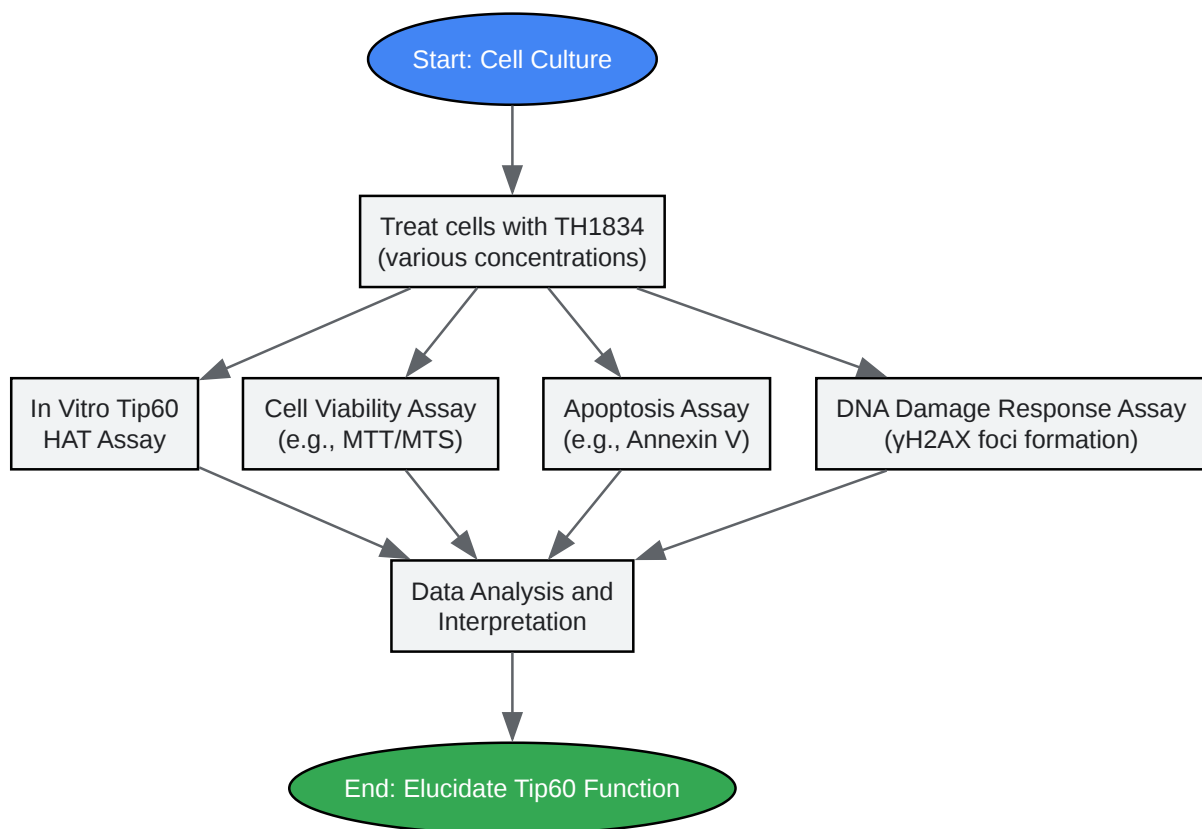 Start: Cell Culture
Treat cells with TH1834
(various concentrations)
In Vitro Tip60
HAT Assay
Cell Viability Assay
(e.g., MTT/MTS)
Apoptosis Assay
(e.g., Annexin V)
DNA Damage Response Assay
(γH2AX foci formation)
Data Analysis and
Interpretation
End: Elucidate Tip60 Function